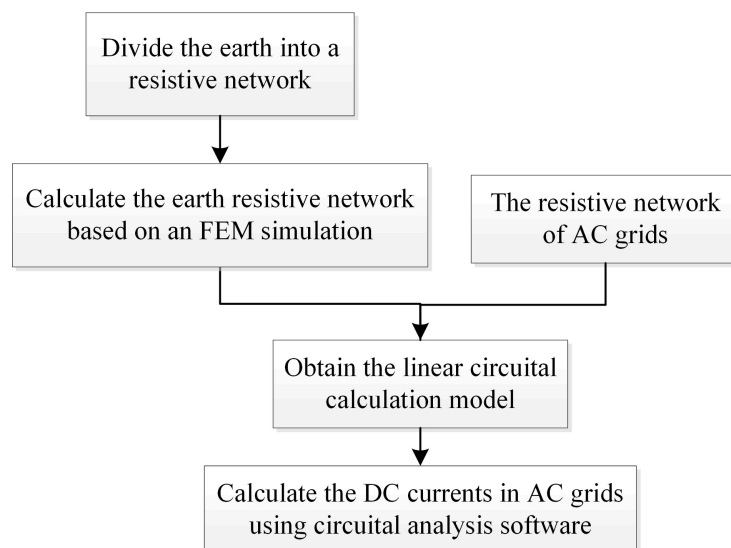 Divide the earth into a
resistive network
Calculate the earth resistive network
based on an FEM simulation
The resistive network
of AC grids
Obtain the linear circuital
calculation model
Calculate the DC currents in AC grids
using circuital analysis software